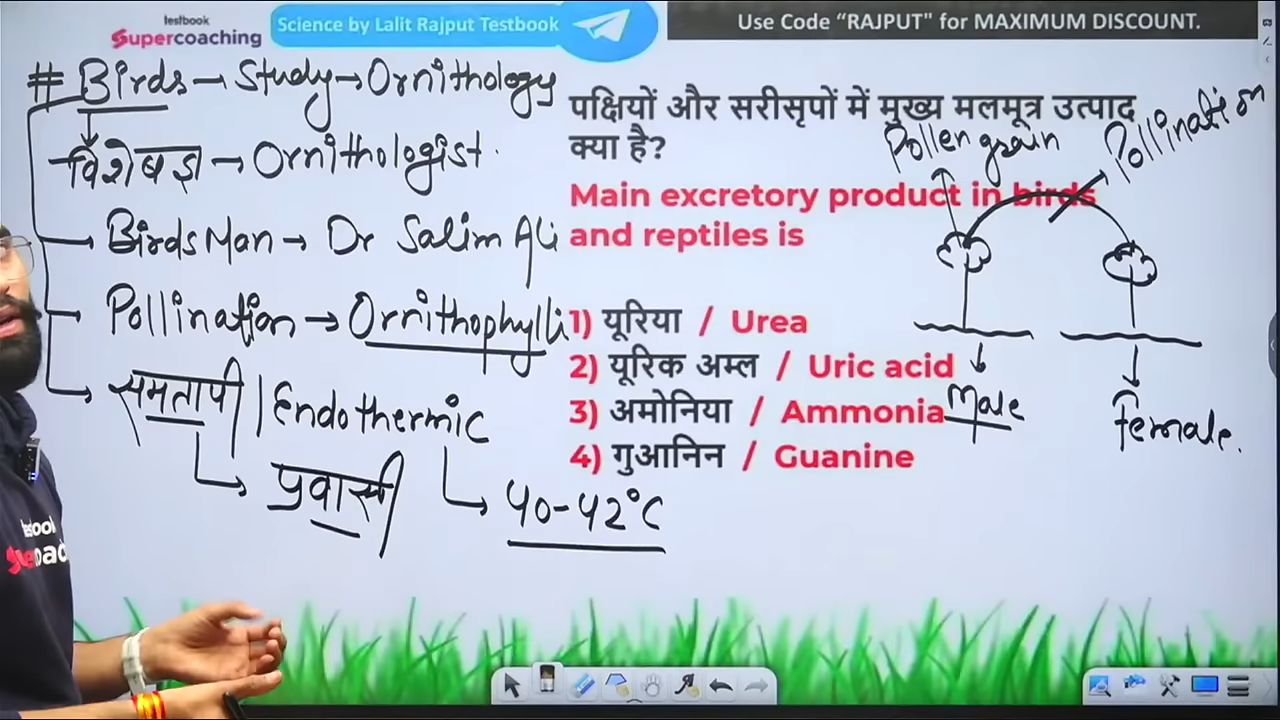 testbook
Supercoaching
Science by Lalit Rajput Testbook
Use Code “RAJPUT" for MAXIMUM DISCOUNT.
# Birds → Study → Ornithology
विशेषज्ञ → Ornithologist.
BirdsMan → Dr Salim Ali
Pollination → Ornithophylli
समतापी | Endothermic
प्रवासी
40-42°C
पक्षियों और सरीसृपों में मुख्य मलमूत्र उत्पाद
क्या है?
Main excretory product in birds
and reptiles is
1) यूरिया / Urea
2) यूरिक अम्ल / Uric acid
3) अमोनिया / Ammonia
4) गुआनिन / Guanine
Pollen grain
Pollination
Male
Female.